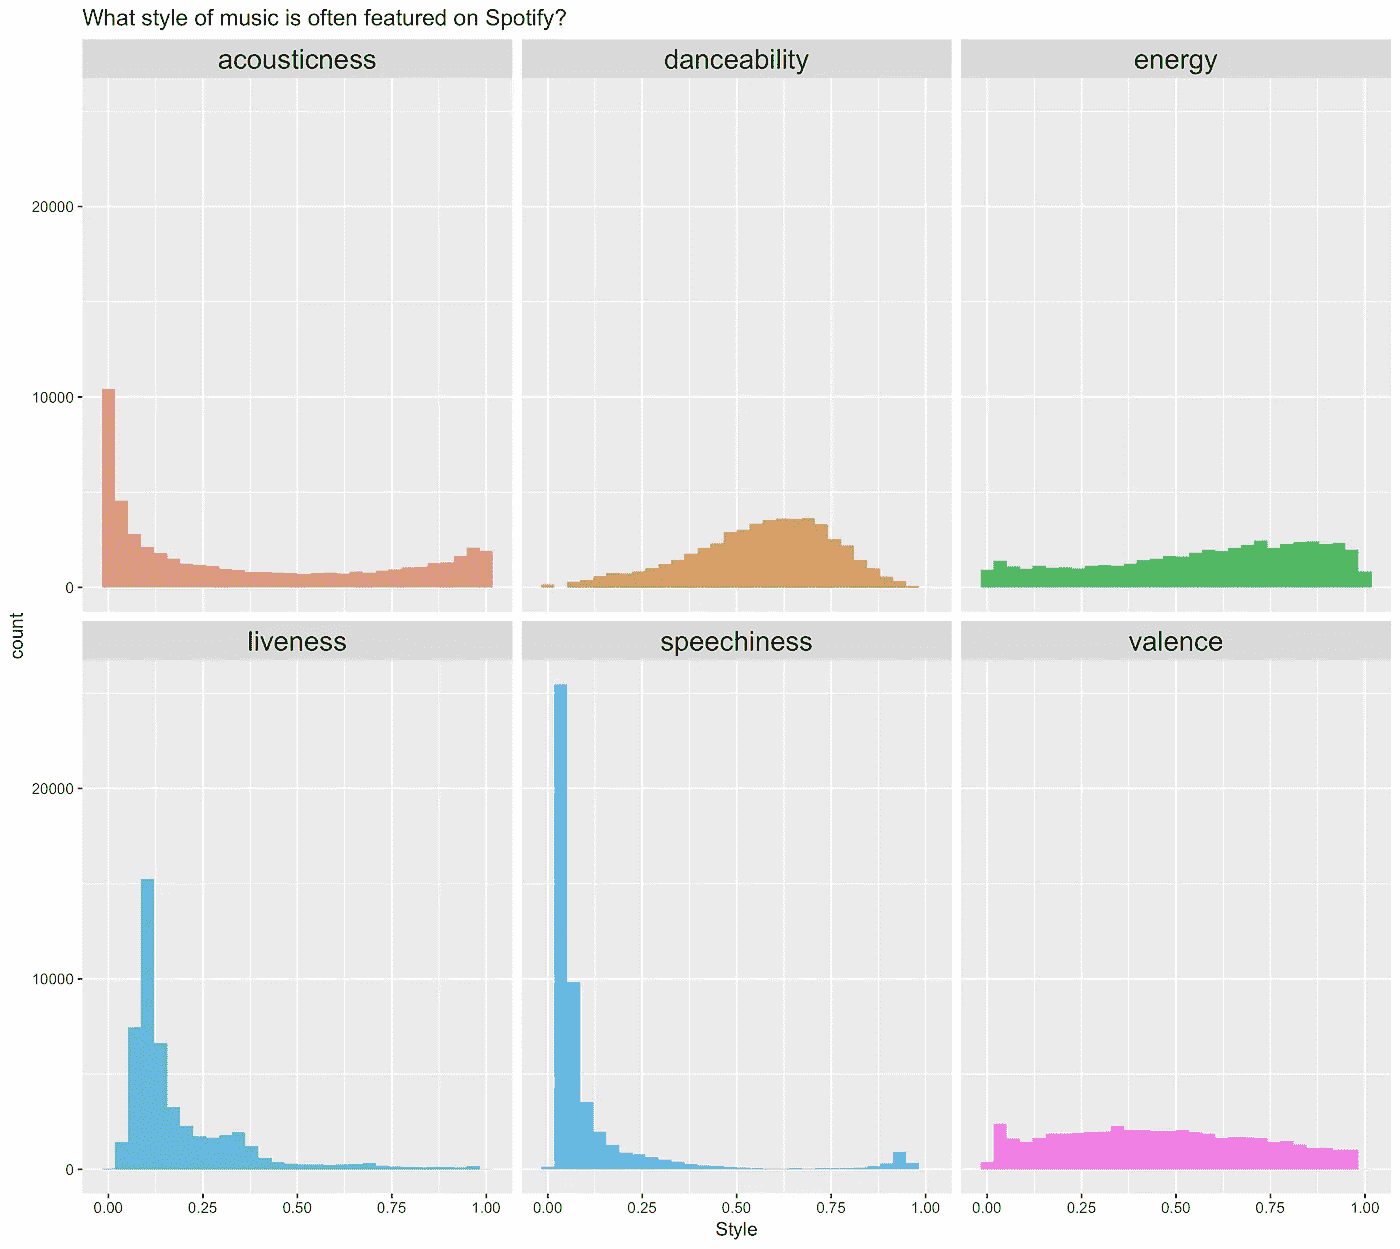 What style of music is often featured on Spotify?
acousticness
danceability
energy
20000
10000
0
count
liveness
speechiness
valence
20000
10000
0
0.00 0.25 0.50 0.75 1.00 0.00 0.25 0.50 0.75 1.00 0.00 0.25 0.50 0.75 1.00
Style